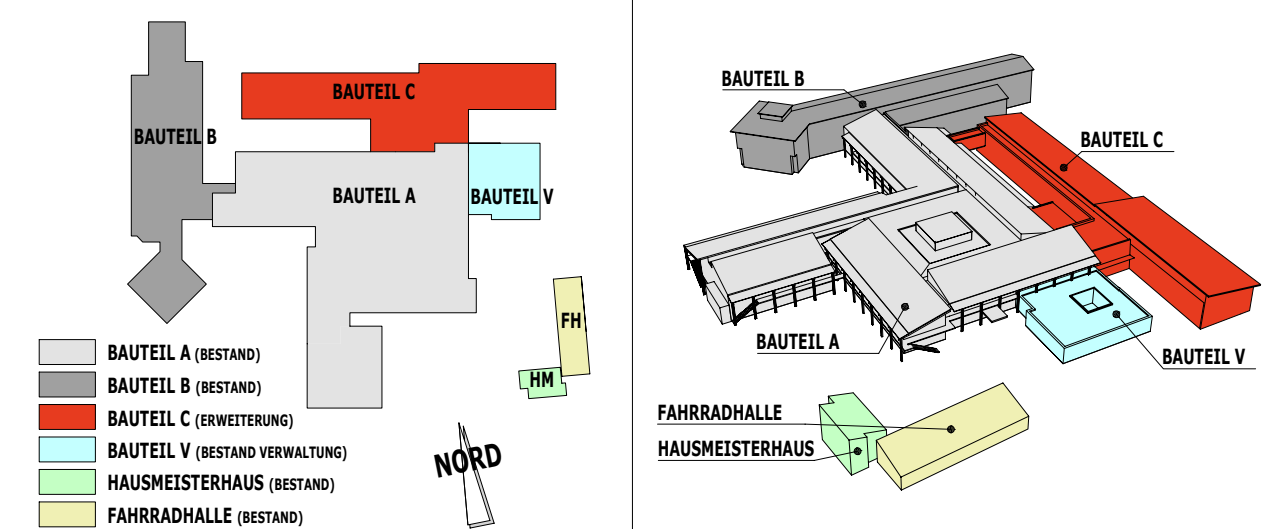 BAUTEIL C
BAUTEIL B
BAUTEIL A
BAUTEIL V
FH
HM
NORD
BAUTEIL A (BESTAND)
BAUTEIL B (BESTAND)
BAUTEIL C (ERWEITERUNG)
BAUTEIL V (BESTAND VERWALTUNG)
HAUSMEISTERHAUS (BESTAND)
FAHRRADHALLE (BESTAND)
BAUTEIL B
BAUTEIL C
BAUTEIL A
BAUTEIL V
FAHRRADHALLE
HAUSMEISTERHAUS